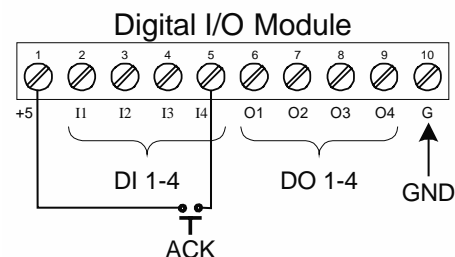 Digital I/O Module
1 2 3 4 5 6 7 8 9 10
+5 I1 I2 I3 I4 O1 O2 O3 O4 G
DI 1-4 DO 1-4 GND
ACK